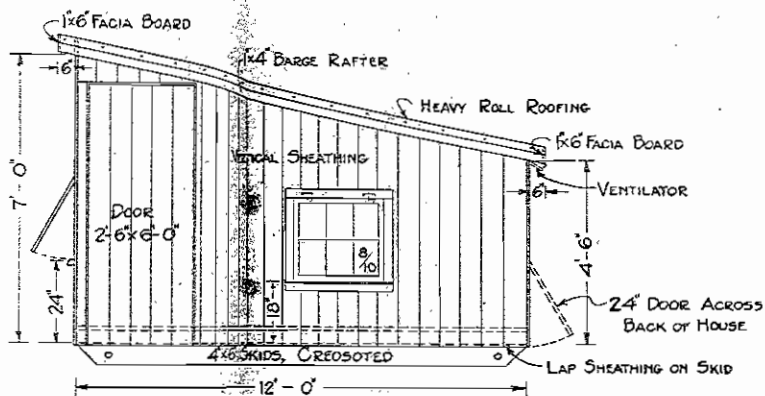 1"x6" FACIA BOARD
6"
1"x4" BARGE RAFTER
HEAVY ROLL ROOFING
1"x6" FACIA BOARD
VENTILATOR
6"
VERTICAL SHEATHING
7'-0"
DOOR
2'-6"x6'-0"
8/10
4'-6"
24"
18"
24" DOOR ACROSS
BACK OF HOUSE
4"x6" SKIDS, CREOSOTED
LAP SHEATHING ON SKID
12'-0"